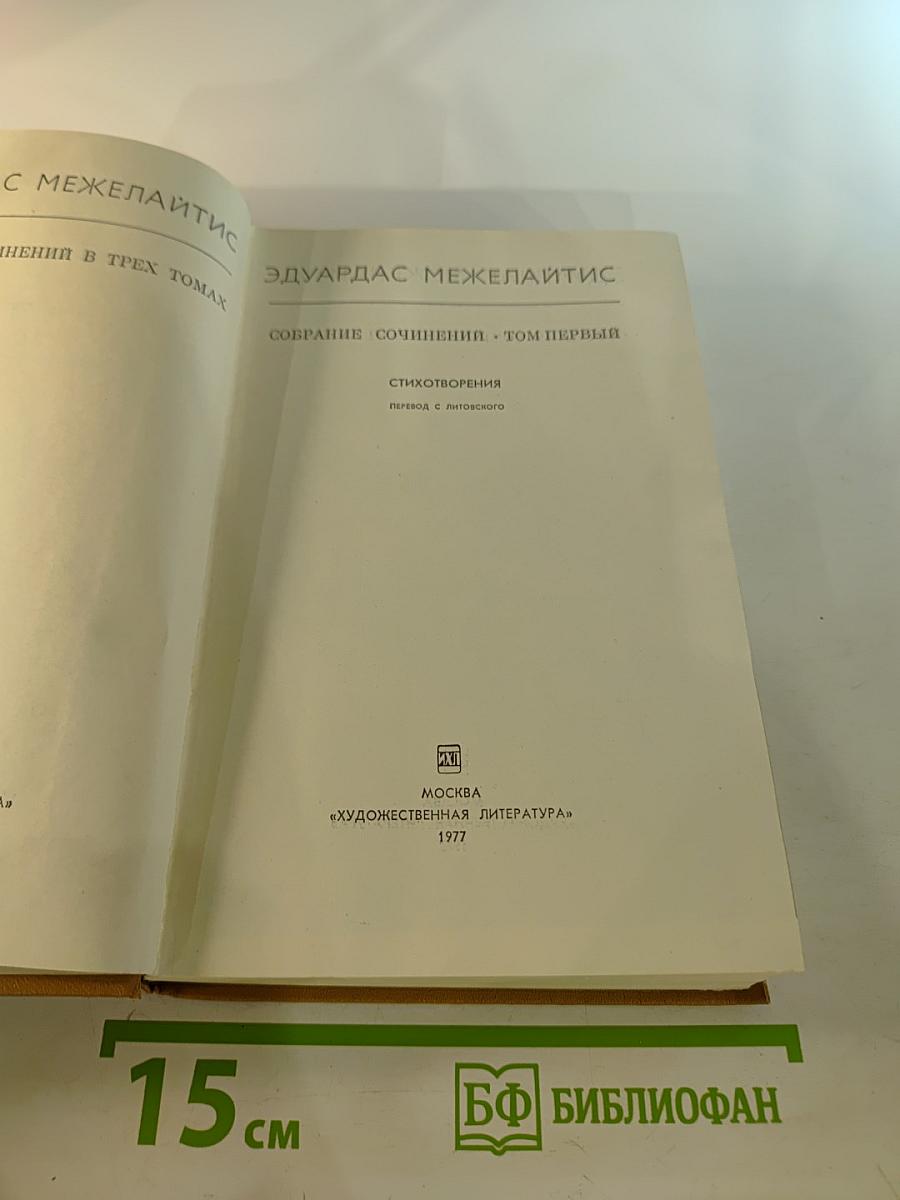 С МЕЖЕЛАЙТИС
НЕНИЙ В ТРЕХ ТОМАХ
А»
ЭДУАРДАС МЕЖЕЛАЙТИС
СОБРАНИЕ СОЧИНЕНИЙ • ТОМ ПЕРВЫЙ
СТИХОТВОРЕНИЯ
ПЕРЕВОД С ЛИТОВСКОГО
ИХЛ
МОСКВА
«ХУДОЖЕСТВЕННАЯ ЛИТЕРАТУРА»
1977
15 см
БФ БИБЛИОФАН